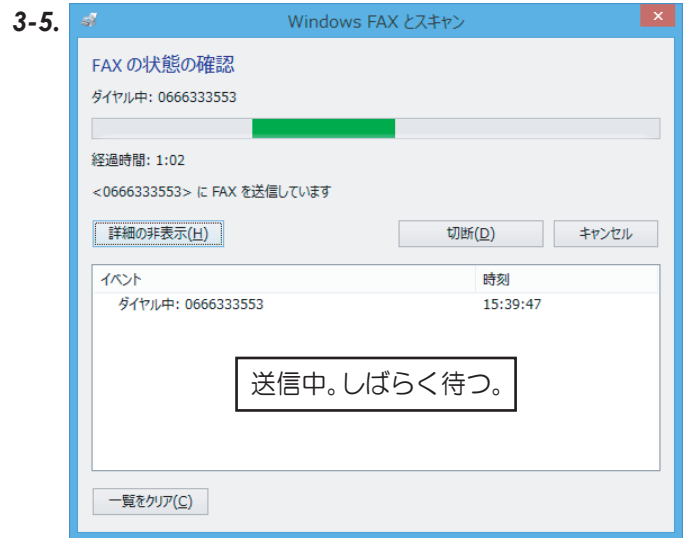 3-5.
Windows FAX とスキャン
FAX の状態の確認
ダイヤル中: 0666333553
経過時間: 1:02
<0666333553> に FAX を送信しています
詳細の非表示(H) 切断(D) キャンセル
イベント 時刻
ダイヤル中: 0666333553 15:39:47
送信中。しばらく待つ。
一覧をクリア(C)